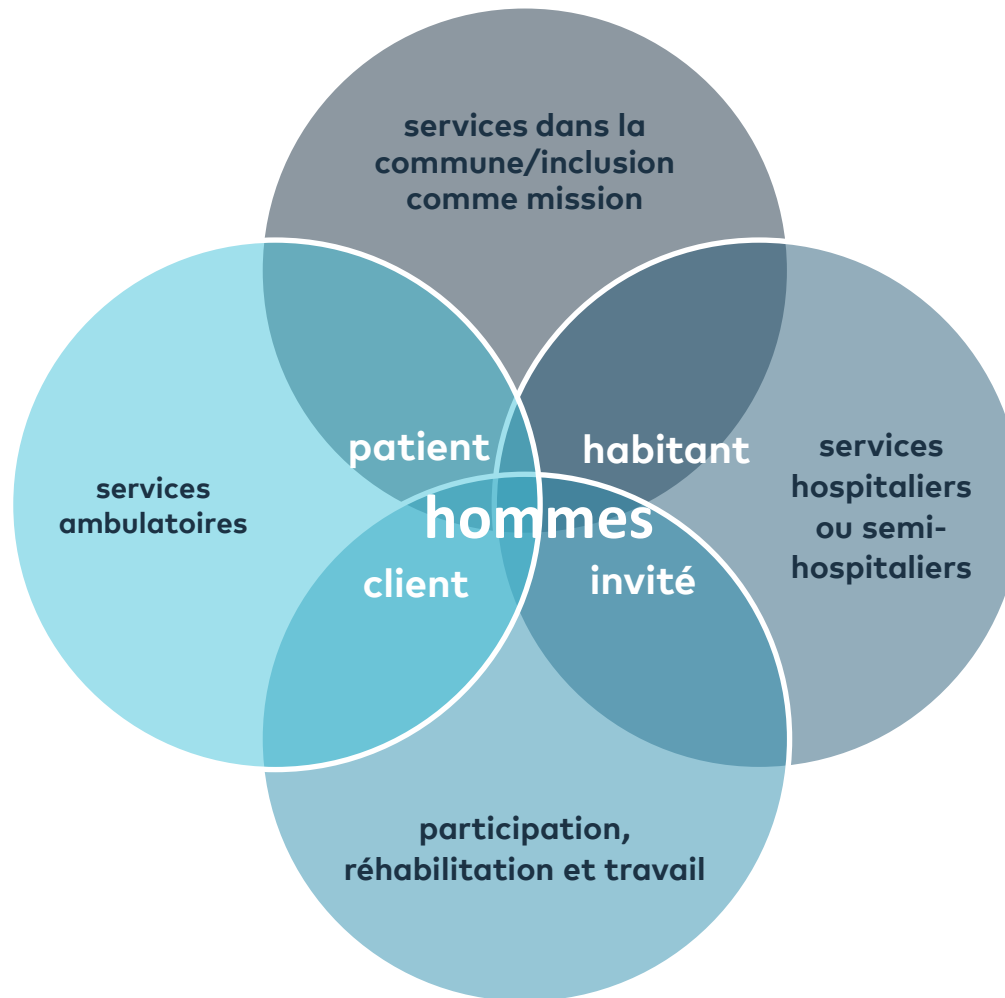 services dans la
commune/inclusion
comme mission
services
ambulatoires
patient
habitant
hommes
client
invité
services
hospitaliers
ou semi-
hospitaliers
participation,
réhabilitation et travail